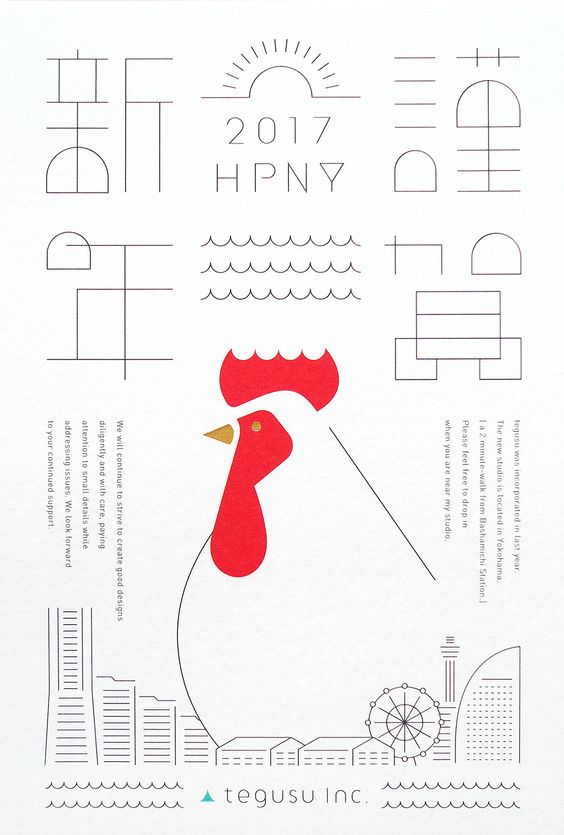 謹賀
新年
2017
HPNY
tegusu was incorporated in last year.
The new studio is located in Yokohama.
[ a 2 minute-walk from Bashamichi Station.]
Please feel free to drop in
when you are near my studio.
We will continue to strive to create good designs
diligently and with care, paying
attention to small details while
addressing issues. We look forward
to your continued support.
tegusu Inc.